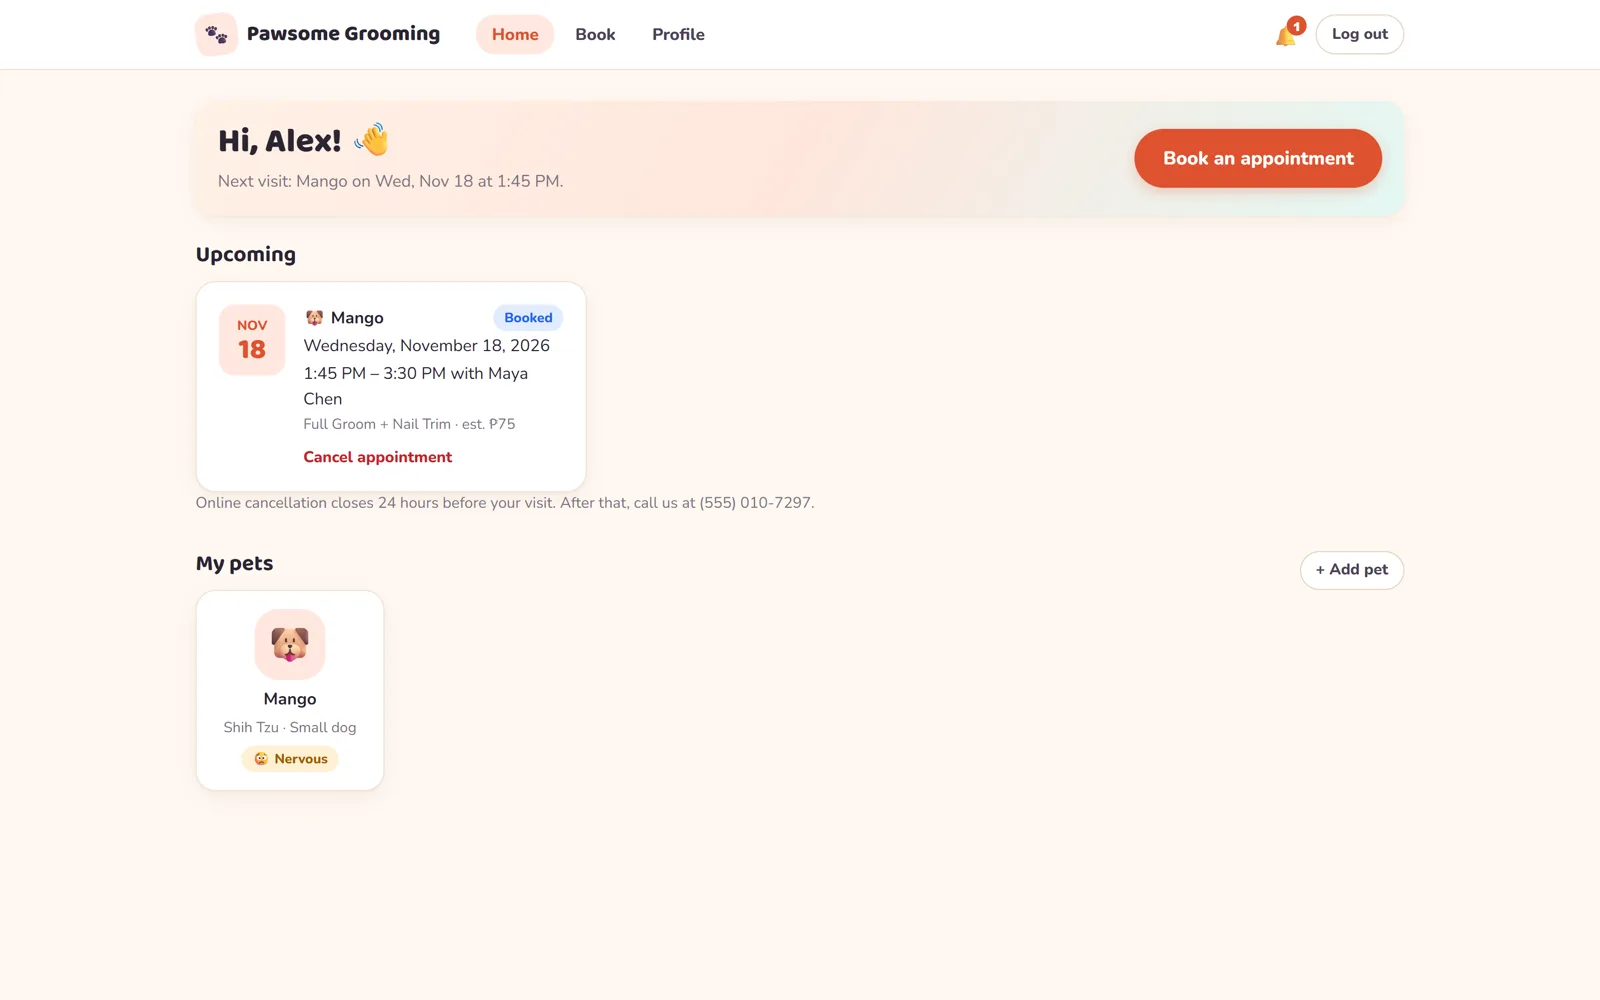 Pawsome Grooming
Home
Book
Profile
1
Log out
Hi, Alex!
Next visit: Mango on Wed, Nov 18 at 1:45 PM.
Book an appointment
Upcoming
NOV
18
Mango
Booked
Wednesday, November 18, 2026
1:45 PM – 3:30 PM with Maya
Chen
Full Groom + Nail Trim · est. ₱75
Cancel appointment
Online cancellation closes 24 hours before your visit. After that, call us at (555) 010-7297.
My pets
+ Add pet
Mango
Shih Tzu · Small dog
Nervous